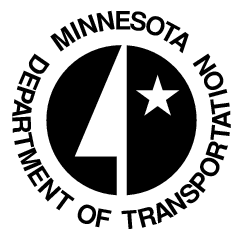 MINNESOTA
DEPARTMENT OF TRANSPORTATION